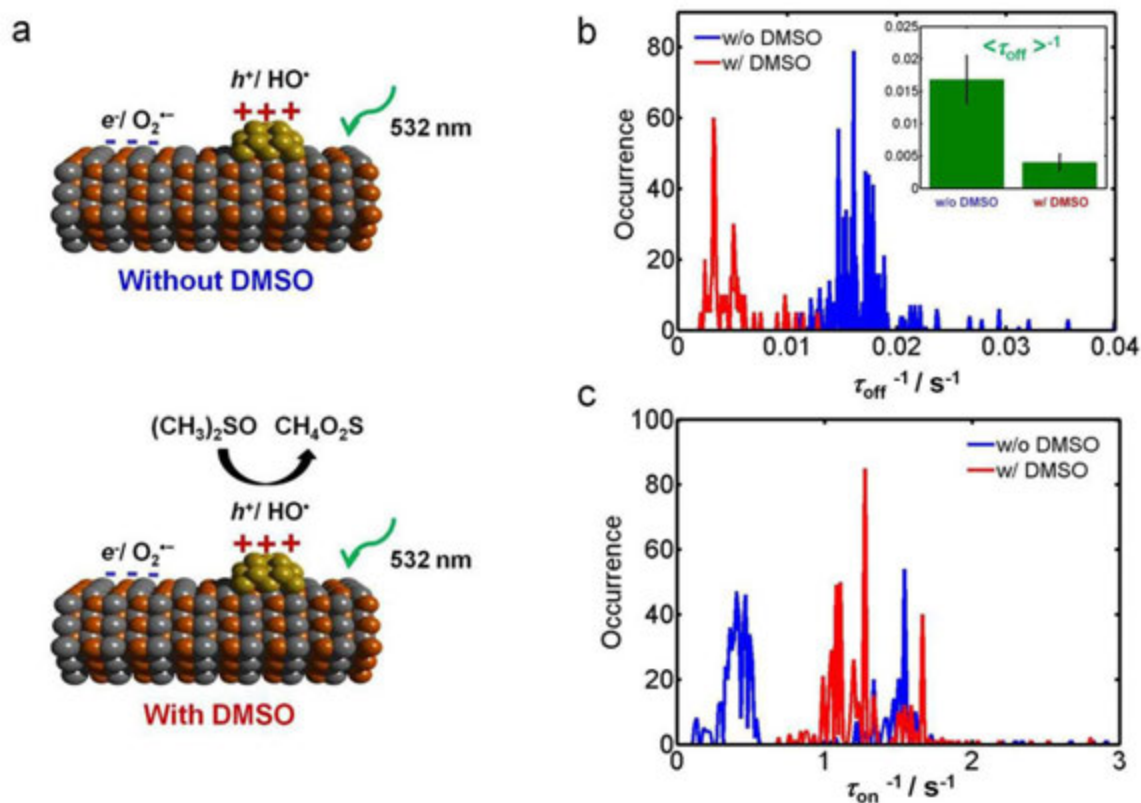 a
h⁺/ HO•
+ + +
e⁻/ O₂•−
- - -
532 nm
Without DMSO
(CH₃)₂SO CH₄O₂S
h⁺/ HO•
+ + +
e⁻/ O₂•−
- - -
532 nm
With DMSO
b
w/o DMSO
w/ DMSO
Occurrence
80
60
40
20
0
0 0.01 0.02 0.03 0.04
τoff ⁻¹ / s⁻¹
<τoff >⁻¹
0.025
0.02
0.015
0.01
0.005
0
w/o DMSO w/ DMSO
c
w/o DMSO
w/ DMSO
Occurrence
100
80
60
40
20
0
0 1 2 3
τon ⁻¹ / s⁻¹